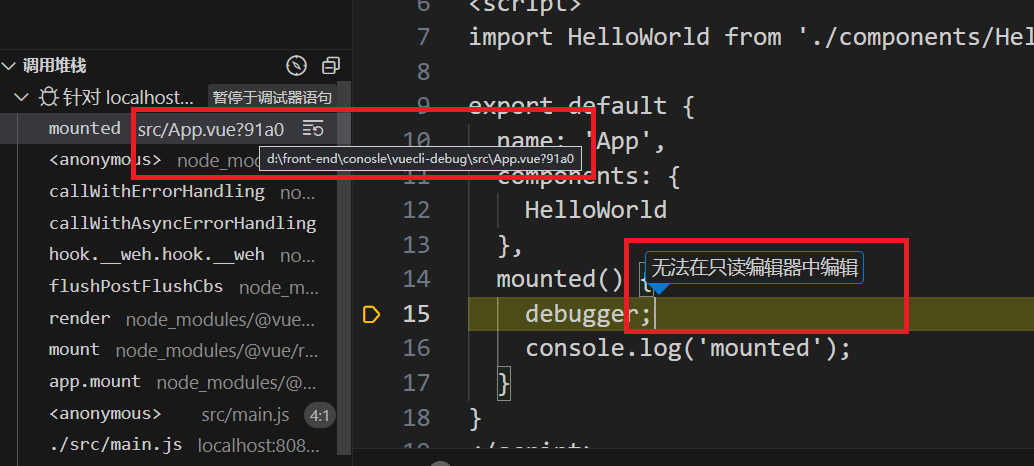 调用堆栈
针对 localhost... 暂停于调试器语句
mounted src/App.vue?91a0
<anonymous> node_mo
d:\front-end\conosle\vuecli-debug\src\App.vue?91a0
callWithErrorHandling no...
callWithAsyncErrorHandling
hook.__weh.hook.__weh no...
flushPostFlushCbs node_m...
render node_modules/@vue...
mount node_modules/@vue/r...
app.mount node_modules/@...
<anonymous> src/main.js 4:1
./src/main.js localhost:808...
6 <script>
7 import HelloWorld from './components/Hel
8
9 export default {
10 name: 'App',
11 components: {
12 HelloWorld
13 },
14 mounted() {
无法在只读编辑器中编辑
15 debugger;
16 console.log('mounted');
17 }
18 }
19 </script>